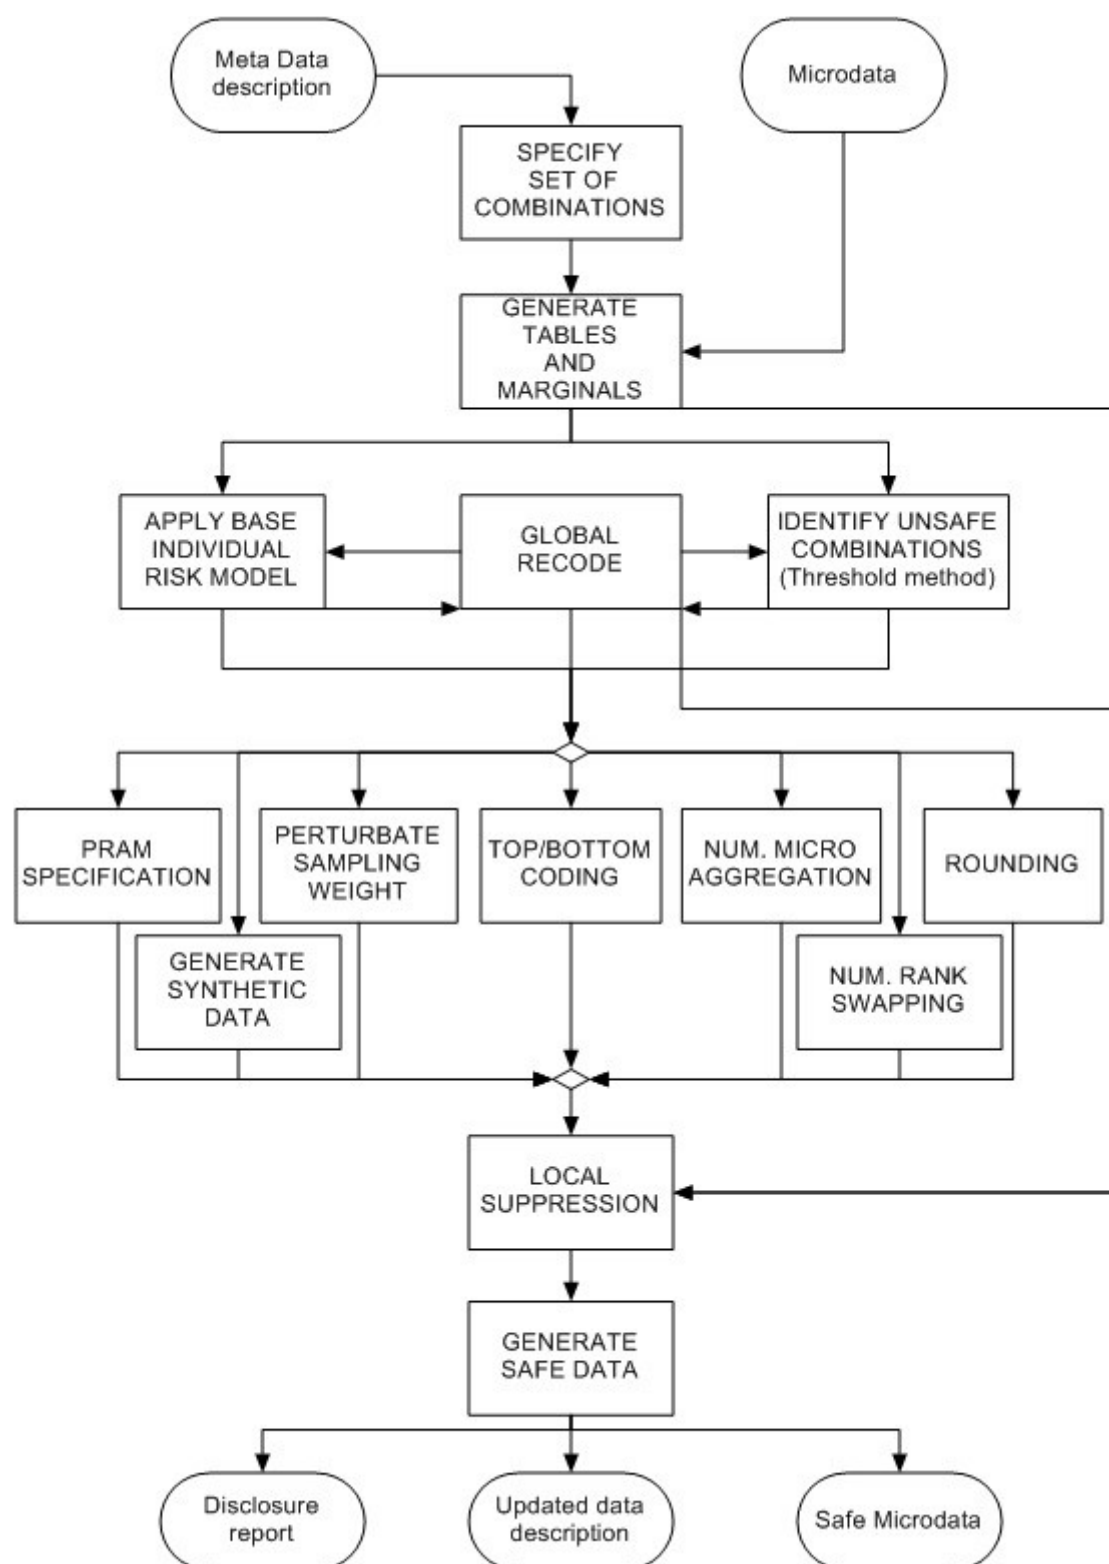 Meta Data
description
Microdata
SPECIFY
SET OF
COMBINATIONS
GENERATE
TABLES
AND
MARGINALS
APPLY BASE
INDIVIDUAL
RISK MODEL
GLOBAL
RECODE
IDENTIFY UNSAFE
COMBINATIONS
(Threshold method)
PRAM
SPECIFICATION
PERTURBATE
SAMPLING
WEIGHT
TOP/BOTTOM
CODING
NUM. MICRO
AGGREGATION
ROUNDING
GENERATE
SYNTHETIC
DATA
NUM. RANK
SWAPPING
LOCAL
SUPPRESSION
GENERATE
SAFE DATA
Disclosure
report
Updated data
description
Safe Microdata